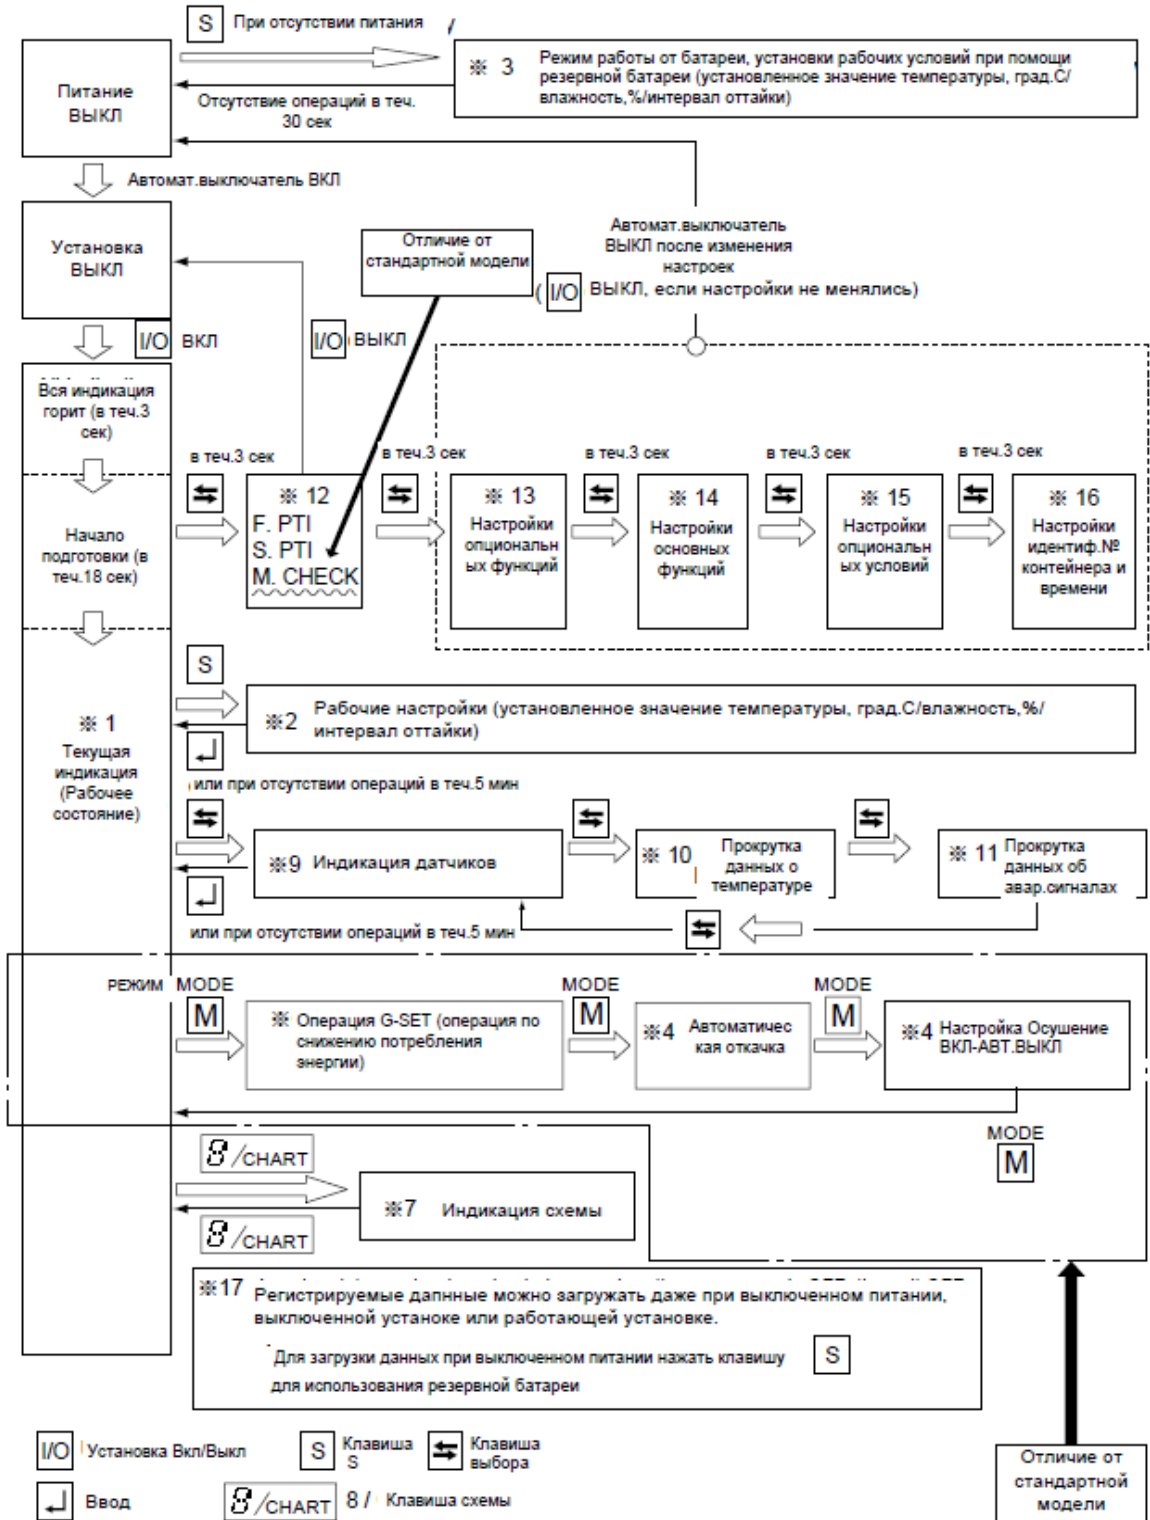 S При отсутствии питания
※ 3 Режим работы от батареи, установки рабочих условий при помощи
резервной батареи (установленное значение температуры, град.С/
влажность,%/интервал оттайки)
Питание
ВЫКЛ
Отсутствие операций в теч.
30 сек
Автомат.выключатель ВКЛ
Установка
ВЫКЛ
Отличие от
стандартной модели
Автомат.выключатель
ВЫКЛ после изменения
настроек
( I/O ВЫКЛ, если настройки не менялись)
I/O ВКЛ
I/O ВЫКЛ
Вся индикация
горит (в теч.3
сек)
в теч.3 сек
в теч.3 сек
в теч.3 сек
в теч.3 сек
в теч.3 сек
Начало
подготовки (в
теч.18 сек)
※ 12
F. PTI
S. PTI
M. CHECK
※ 13
Настройки
опциональн
ых функций
※ 14
Настройки
основных
функций
※ 15
Настройки
опциональн
ых условий
※ 16
Настройки
идентиф.№
контейнера и
времени
S
※ 1
Текущая
индикация
(Рабочее
состояние)
※2 Рабочие настройки (установленное значение температуры, град.С/влажность,%/
интервал оттайки)
или при отсутствии операций в теч.5 мин
※9 Индикация датчиков
※ 10 Прокрутка
данных о
температуре
※ 11 Прокрутка
данных об
авар.сигналах
или при отсутствии операций в теч.5 мин
РЕЖИМ MODE
M
※ Операция G-SET (операция по
снижению потребления
энергии)
MODE
M
※4 Автоматичес
кая откачка
MODE
M
※4 Настройка Осушение
ВКЛ-АВТ.ВЫКЛ
MODE
M
8/CHART
※7 Индикация схемы
8/CHART
※17 Регистрируемые дапнные можно загружать даже при выключенном питании,
выключенной устаноке или работающей установке.
Для загрузки данных при выключенном питании нажать клавишу S
для использования резервной батареи
I/O Установка Вкл/Выкл
S Клавиша
S
Клавиша
выбора
Ввод
8/CHART 8 / Клавиша схемы
Отличие от
стандартной
модели